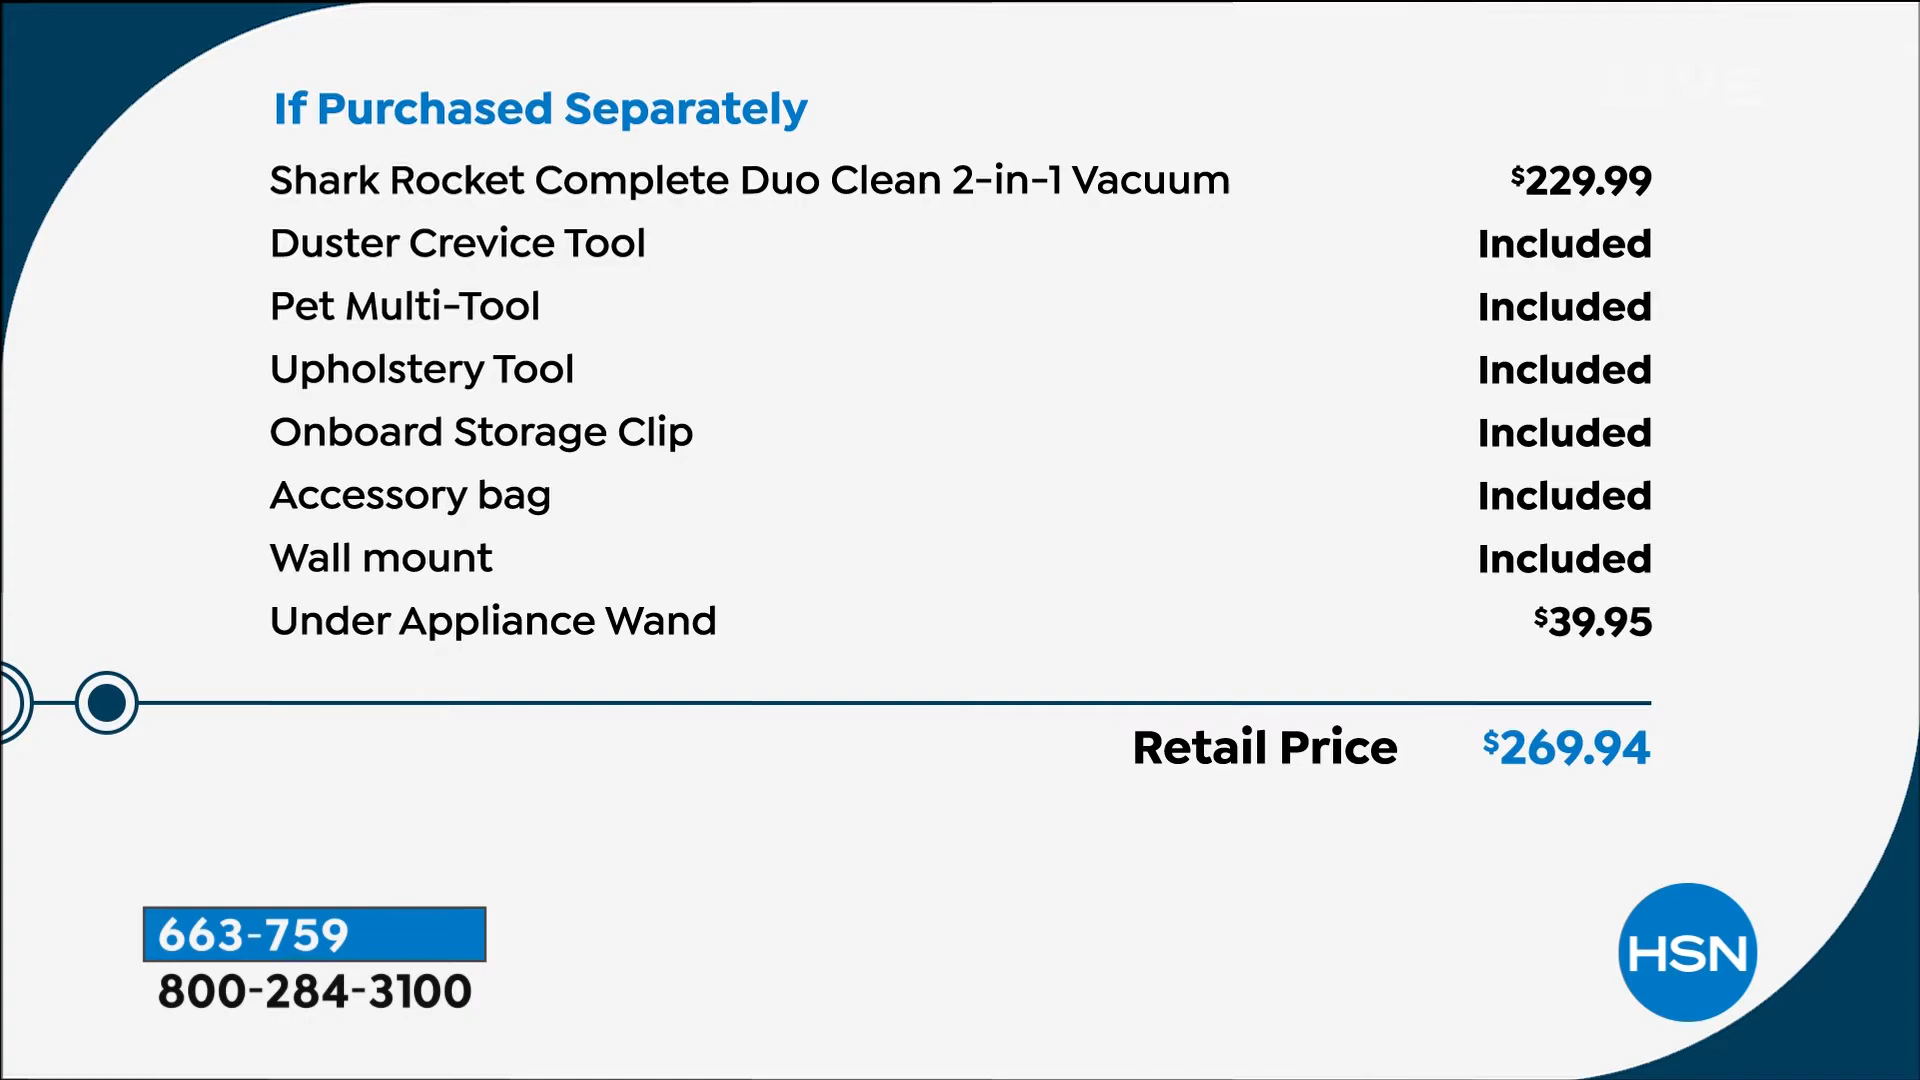 If Purchased Separately
Shark Rocket Complete Duo Clean 2-in-1 Vacuum $229.99
Duster Crevice Tool Included
Pet Multi-Tool Included
Upholstery Tool Included
Onboard Storage Clip Included
Accessory bag Included
Wall mount Included
Under Appliance Wand $39.95
Retail Price $269.94
663-759
800-284-3100
HSN